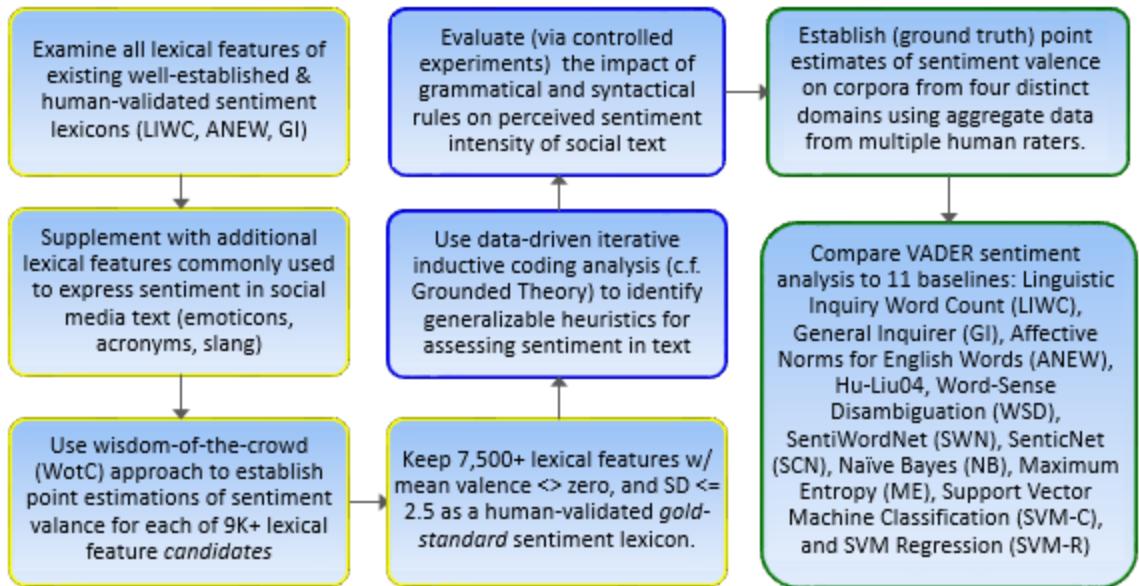 Examine all lexical features of
existing well-established &
human-validated sentiment
lexicons (LIWC, ANEW, GI)
Supplement with additional
lexical features commonly used
to express sentiment in social
media text (emoticons,
acronyms, slang)
Use wisdom-of-the-crowd
(WotC) approach to establish
point estimations of sentiment
valance for each of 9K+ lexical
feature candidates
Keep 7,500+ lexical features w/
mean valence <> zero, and SD <=
2.5 as a human-validated gold-
standard sentiment lexicon.
Use data-driven iterative
inductive coding analysis (c.f.
Grounded Theory) to identify
generalizable heuristics for
assessing sentiment in text
Evaluate (via controlled
experiments) the impact of
grammatical and syntactical
rules on perceived sentiment
intensity of social text
Establish (ground truth) point
estimates of sentiment valence
on corpora from four distinct
domains using aggregate data
from multiple human raters.
Compare VADER sentiment
analysis to 11 baselines: Linguistic
Inquiry Word Count (LIWC),
General Inquirer (GI), Affective
Norms for English Words (ANEW),
Hu-Liu04, Word-Sense
Disambiguation (WSD),
SentiWordNet (SWN), SenticNet
(SCN), Naïve Bayes (NB), Maximum
Entropy (ME), Support Vector
Machine Classification (SVM-C),
and SVM Regression (SVM-R)